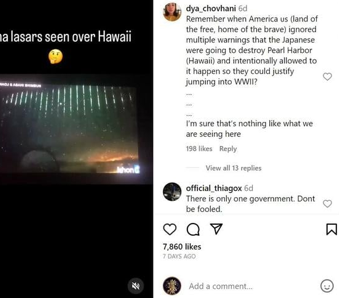 na lasars seen over Hawaii
dya_chovhani 6d
Remember when America us (land of
the free, home of the brave) ignored
multiple warnings that the Japanese
were going to destroy Pearl Harbor
(Hawaii) and intentionally allowed to
it happen so they could justify
jumping into WWII?
...
...
...
I'm sure that's nothing like what we
are seeing here
198 likes Reply
View all 13 replies
official_thiagox 6d
There is only one government. Dont
be fooled.
7,860 likes
7 DAYS AGO
Add a comment...